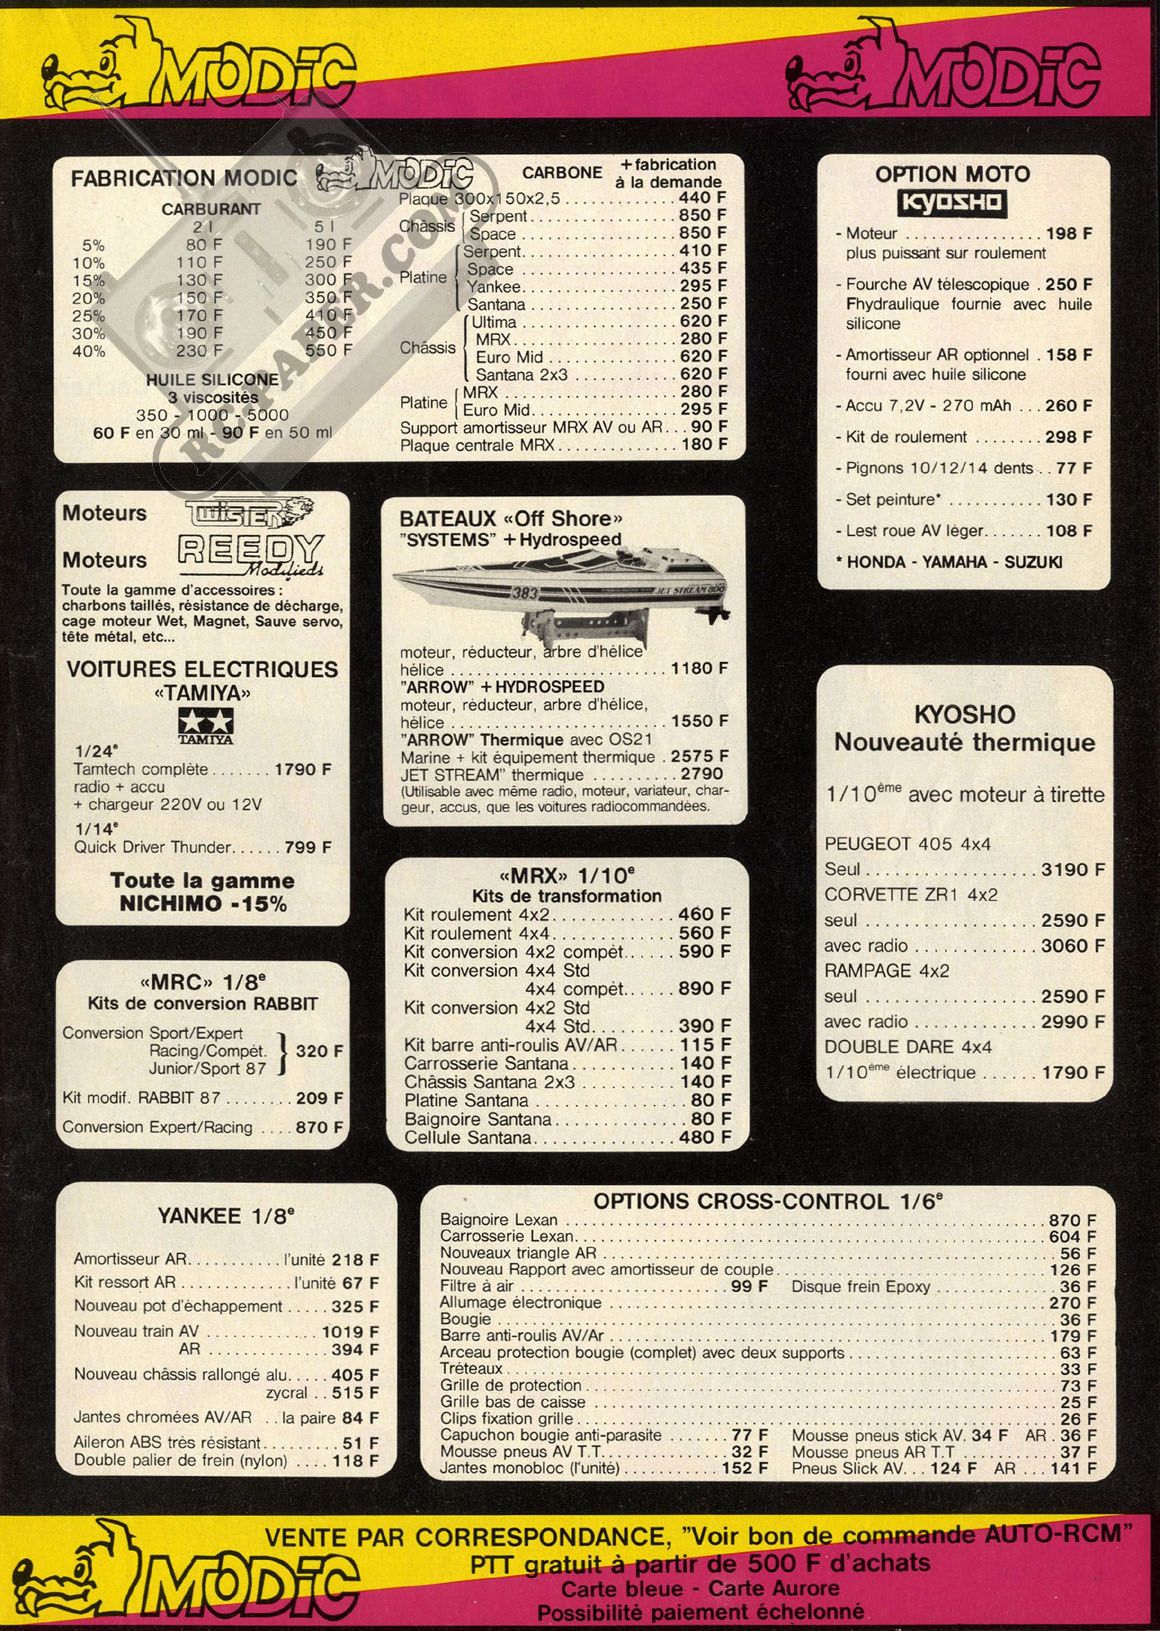 MODIC
MODIC
FABRICATION MODIC MODIC
CARBURANT
2 l 5 l
5% 80 F 190 F
10% 110 F 250 F
15% 130 F 300 F
20% 150 F 350 F
25% 170 F 410 F
30% 190 F 450 F
40% 230 F 550 F
HUILE SILICONE
3 viscosités
350 - 1000 - 5000
60 F en 30 ml - 90 F en 50 ml
CARBONE + fabrication
à la demande
Plaque 300x150x2,5 . . . . . . 440 F
Châssis Serpent . . . . . . 850 F
Space . . . . . . 850 F
Platine Serpent . . . . . . 410 F
Space . . . . . . 435 F
Yankee . . . . . . 295 F
Santana . . . . . . 250 F
Châssis Ultima . . . . . . 620 F
MRX . . . . . . 280 F
Euro Mid . . . . . . 620 F
Santana 2x3 . . . . . . 620 F
Platine MRX . . . . . . 280 F
Euro Mid . . . . . . 295 F
Support amortisseur MRX AV ou AR . . . 90 F
Plaque centrale MRX . . . . . . 180 F
RC-PAPER.COM
OPTION MOTO
KYOSHO
- Moteur . . . . . . 198 F
plus puissant sur roulement
- Fourche AV télescopique . 250 F
Fhydraulique fournie avec huile
silicone
- Amortisseur AR optionnel . 158 F
fourni avec huile silicone
- Accu 7,2V - 270 mAh . . . 260 F
- Kit de roulement . . . . . . 298 F
- Pignons 10/12/14 dents . . 77 F
- Set peinture* . . . . . . 130 F
- Lest roue AV léger . . . . . . 108 F
* HONDA - YAMAHA - SUZUKI
Moteurs TWISTER
Moteurs REEDY
Modifieds
Toute la gamme d'accessoires :
charbons taillés, résistance de décharge,
cage moteur Wet, Magnet, Sauve servo,
tête métal, etc...
VOITURES ELECTRIQUES
«TAMIYA»
TAMIYA
1/24e
Tamtech complète . . . . . . 1790 F
radio + accu
+ chargeur 220V ou 12V
1/14e
Quick Driver Thunder . . . . . . 799 F
Toute la gamme
NICHIMO -15%
BATEAUX «Off Shore»
"SYSTEMS" + Hydrospeed
383 JET STREAM 800
moteur, réducteur, arbre d'hélice
hélice . . . . . . 1180 F
"ARROW" + HYDROSPEED
moteur, réducteur, arbre d'hélice,
hélice . . . . . . 1550 F
"ARROW" Thermique avec OS21
Marine + kit équipement thermique . 2575 F
JET STREAM" thermique . . . . . . 2790
(Utilisable avec même radio, moteur, variateur, char-
geur, accus, que les voitures radiocommandées.
KYOSHO
Nouveauté thermique
1/10ème avec moteur à tirette
PEUGEOT 405 4x4
Seul . . . . . . 3190 F
CORVETTE ZR1 4x2
seul . . . . . . 2590 F
avec radio . . . . . . 3060 F
RAMPAGE 4x2
seul . . . . . . 2590 F
avec radio . . . . . . 2990 F
DOUBLE DARE 4x4
1/10ème électrique . . . . . . 1790 F
«MRX» 1/10e
Kits de transformation
Kit roulement 4x2 . . . . . . 460 F
Kit roulement 4x4 . . . . . . 560 F
Kit conversion 4x2 compét. . . . . . 590 F
Kit conversion 4x4 Std
4x4 compét. . . . . . 890 F
Kit conversion 4x2 Std
4x4 Std . . . . . . 390 F
Kit barre anti-roulis AV/AR . . . . . . 115 F
Carrosserie Santana . . . . . . 140 F
Châssis Santana 2x3 . . . . . . 140 F
Platine Santana . . . . . . 80 F
Baignoire Santana . . . . . . 80 F
Cellule Santana . . . . . . 480 F
«MRC» 1/8e
Kits de conversion RABBIT
Conversion Sport/Expert
Racing/Compét. 320 F
Junior/Sport 87
Kit modif. RABBIT 87 . . . . . . 209 F
Conversion Expert/Racing . . . . 870 F
YANKEE 1/8e
Amortisseur AR . . . . . . l'unité 218 F
Kit ressort AR . . . . . . l'unité 67 F
Nouveau pot d'échappement . . . . . 325 F
Nouveau train AV . . . . . . 1019 F
AR . . . . . . 394 F
Nouveau châssis rallongé alu . . . . . 405 F
zycral . . 515 F
Jantes chromées AV/AR . . la paire 84 F
Aileron ABS très résistant . . . . . . 51 F
Double palier de frein (nylon) . . . . 118 F
OPTIONS CROSS-CONTROL 1/6e
Baignoire Lexan . . . . . . 870 F
Carrosserie Lexan . . . . . . 604 F
Nouveaux triangle AR . . . . . . 56 F
Nouveau Rapport avec amortisseur de couple . . . . . . 126 F
Filtre à air . . . . . . 99 F Disque frein Epoxy . . . . . . 36 F
Allumage électronique . . . . . . 270 F
Bougie . . . . . . 36 F
Barre anti-roulis AV/Ar . . . . . . 179 F
Arceau protection bougie (complet) avec deux supports . . . . . . 63 F
Tréteaux . . . . . . 33 F
Grille de protection . . . . . . 73 F
Grille bas de caisse . . . . . . 25 F
Clips fixation grille . . . . . . 26 F
Capuchon bougie anti-parasite . . . . . . 77 F Mousse pneus stick AV. 34 F AR . 36 F
Mousse pneus AV T.T. . . . . . 32 F Mousse pneus AR T.T . . . . . . 37 F
Jantes monobloc (l'unité) . . . . . . 152 F Pneus Slick AV . . . 124 F AR . . . 141 F
MODIC
VENTE PAR CORRESPONDANCE, "Voir bon de commande AUTO-RCM"
PTT gratuit à partir de 500 F d'achats
Carte bleue - Carte Aurore
Possibilité paiement échelonné